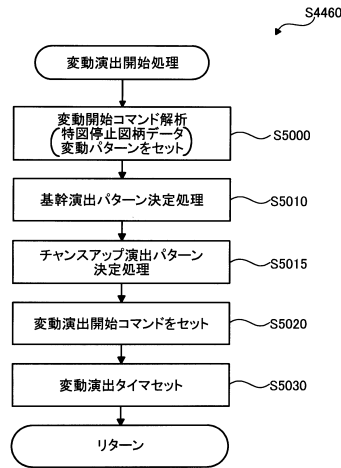 S4460
変動演出開始処理
変動開始コマンド解析
(特図停止図柄データ
変動パターンをセット)
S5000
基幹演出パターン決定処理
S5010
チャンスアップ演出パターン
決定処理
S5015
変動演出開始コマンドをセット
S5020
変動演出タイマセット
S5030
リターン